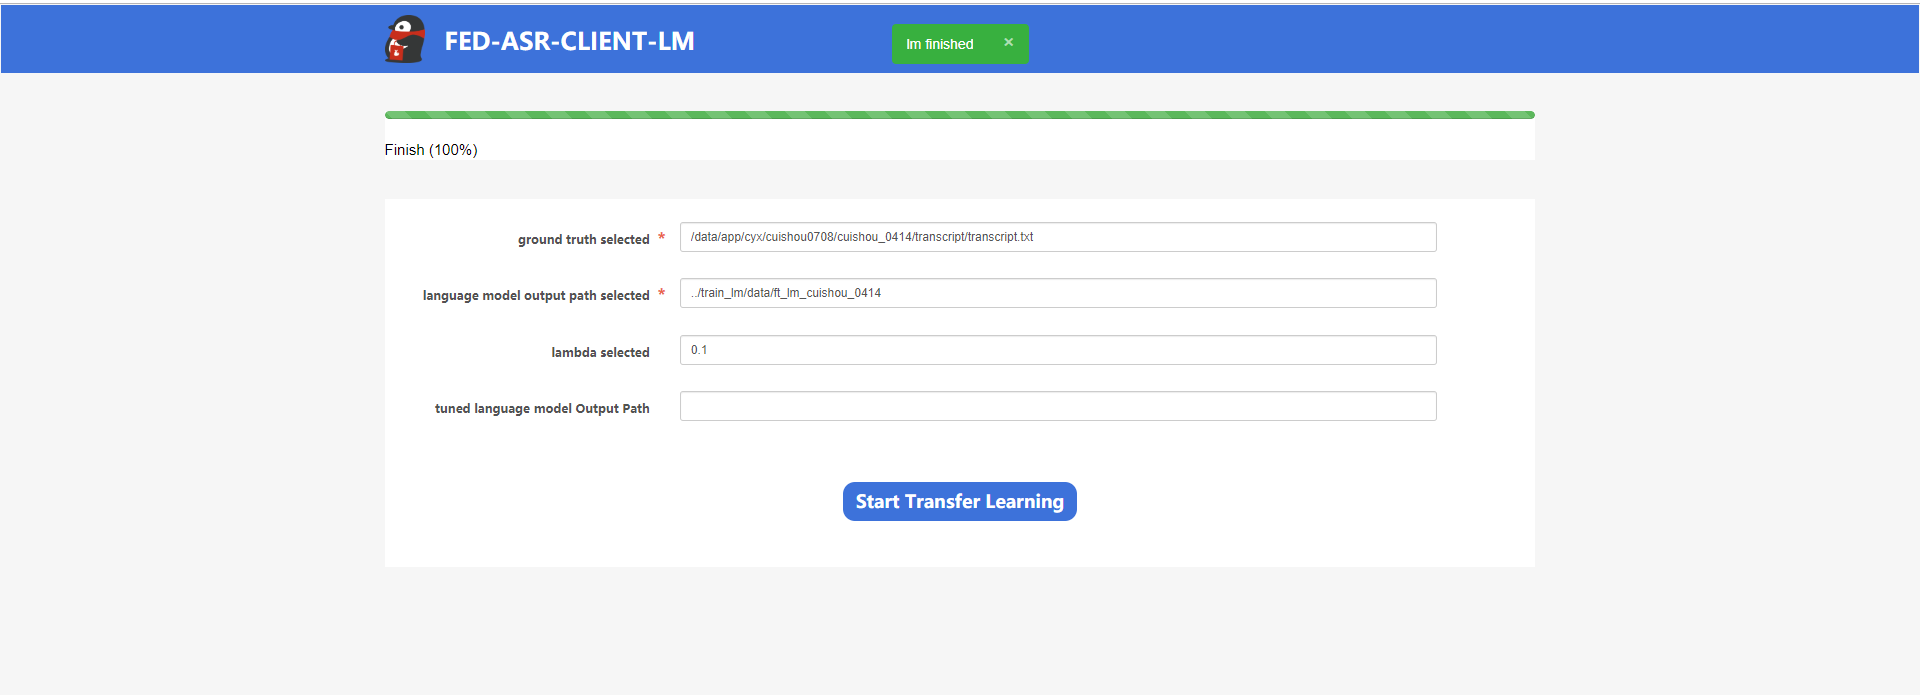 FED-ASR-CLIENT-LM
lm finished ×
Finish (100%)
ground truth selected * /data/app/cyx/cuishou0708/cuishou_0414/transcript/transcript.txt
language model output path selected * ../train_lm/data/ft_lm_cuishou_0414
lambda selected 0.1
tuned language model Output Path
Start Transfer Learning